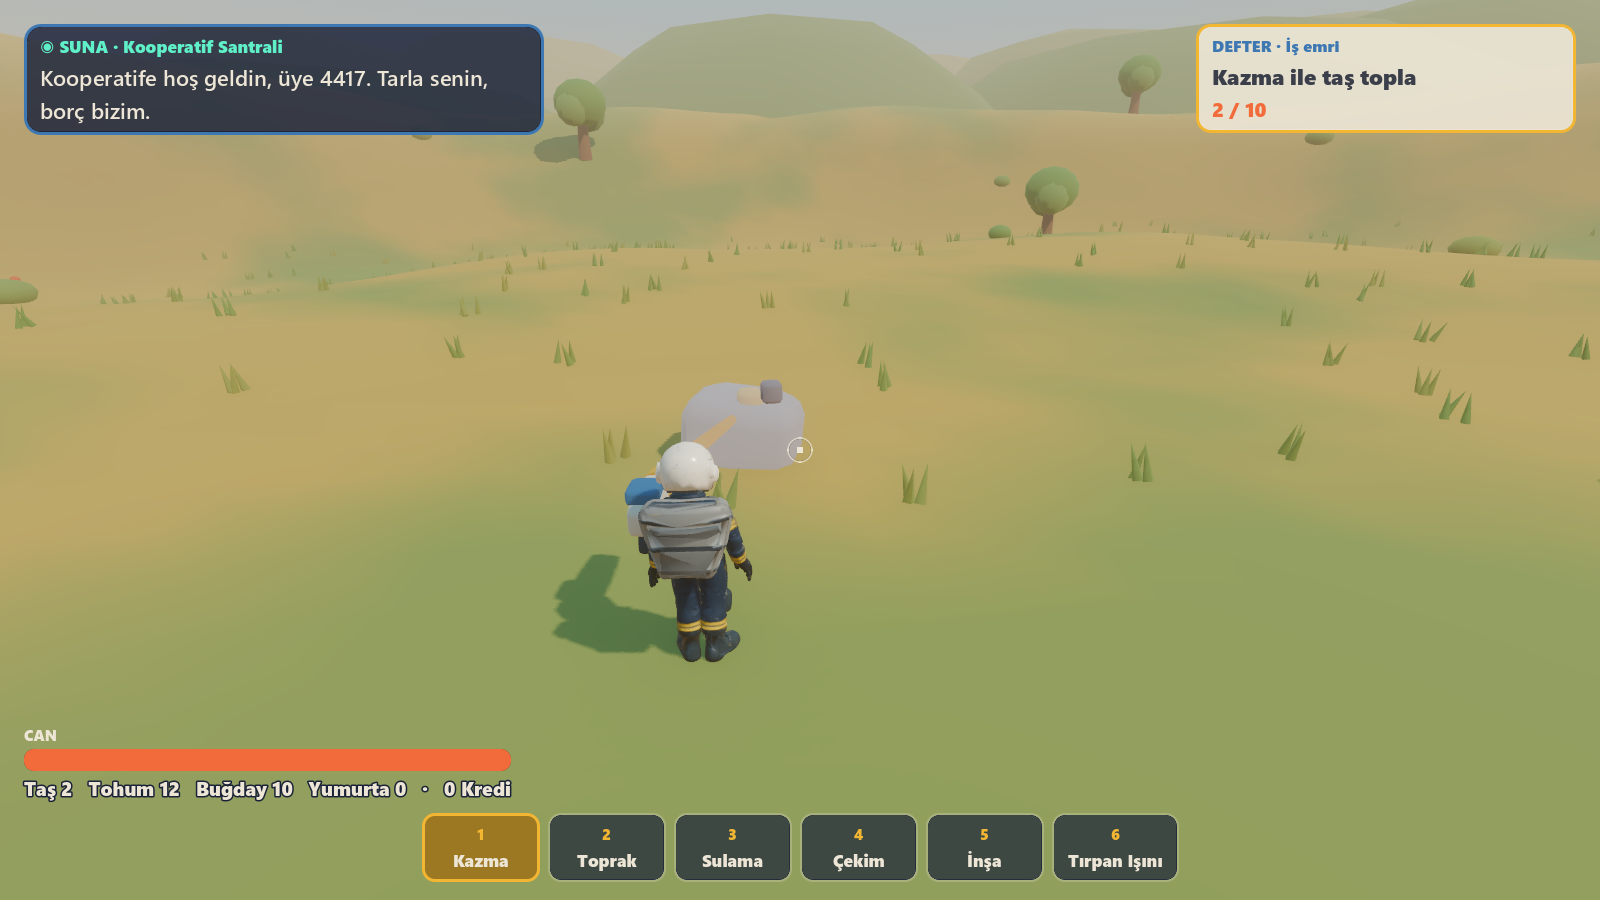 ◉ SUNA · Kooperatif Santrali
Kooperatife hoş geldin, üye 4417. Tarla senin,
borç bizim.
DEFTER · İş emri
Kazma ile taş topla
2 / 10
CAN
Taş 2 Tohum 12 Buğday 10 Yumurta 0 · 0 Kredi
1
Kazma
2
Toprak
3
Sulama
4
Çekim
5
İnşa
6
Tırpan Işını